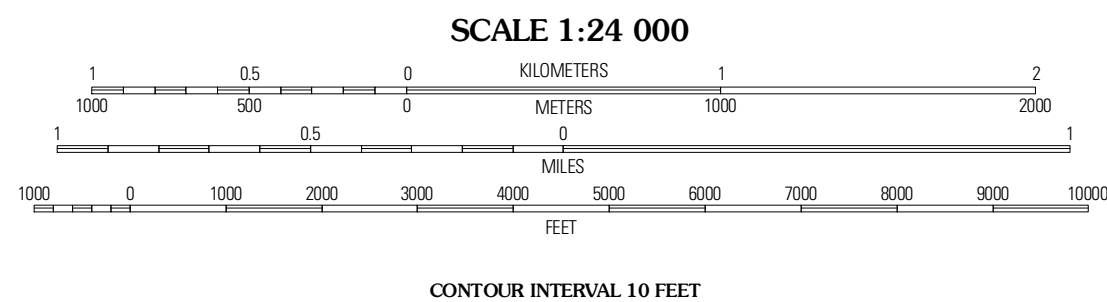 SCALE 1:24 000
1 0.5 0 KILOMETERS 1 2
1000 500 0 METERS 1000 2000
1 0.5 0 1
MILES
1000 0 1000 2000 3000 4000 5000 6000 7000 8000 9000 10000
FEET
CONTOUR INTERVAL 10 FEET